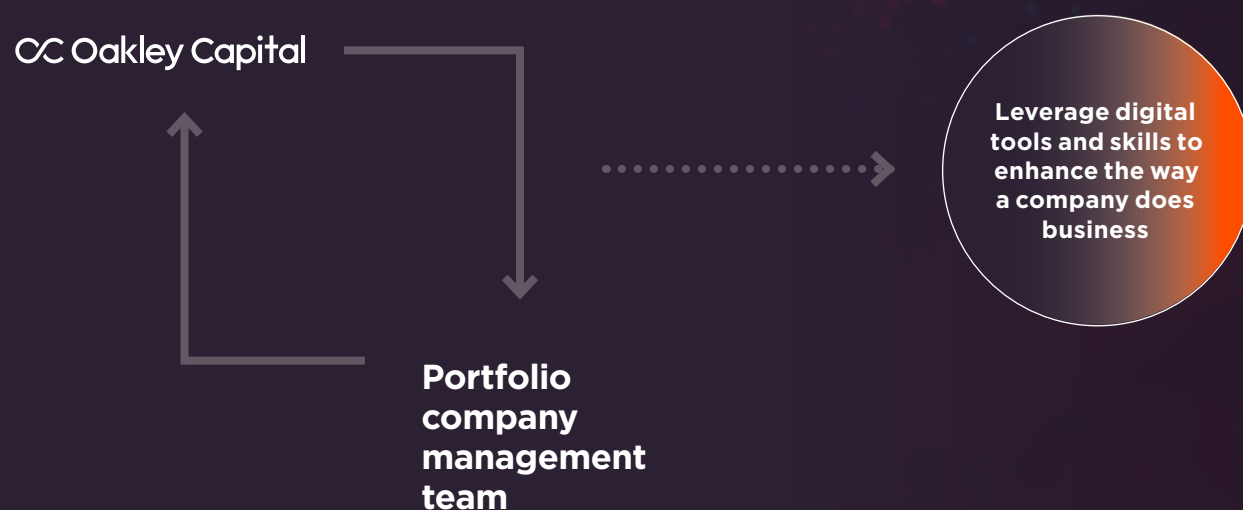 Oakley Capital
Leverage digital
tools and skills to
enhance the way
a company does
business
Portfolio
company
management
team